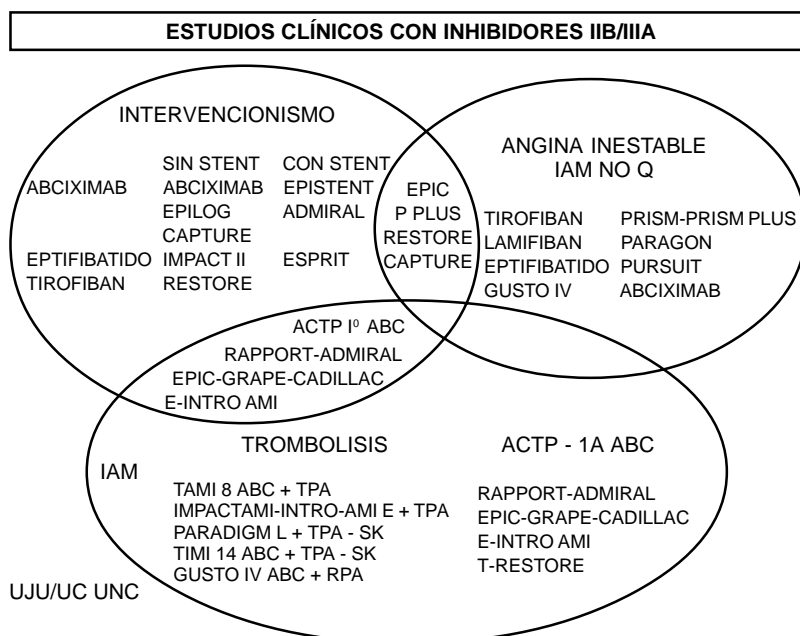 ESTUDIOS CLÍNICOS CON INHIBIDORES IIB/IIIA
INTERVENCIONISMO
SIN STENT CON STENT
ABCIXIMAB ABCIXIMAB EPISTENT
EPILOG ADMIRAL
CAPTURE
EPTIFIBATIDO IMPACT II ESPRIT
TIROFIBAN RESTORE
EPIC
P PLUS
RESTORE
CAPTURE
ANGINA INESTABLE
IAM NO Q
TIROFIBAN PRISM-PRISM PLUS
LAMIFIBAN PARAGON
EPTIFIBATIDO PURSUIT
GUSTO IV ABCIXIMAB
ACTP I⁰ ABC
RAPPORT-ADMIRAL
EPIC-GRAPE-CADILLAC
E-INTRO AMI
IAM
TROMBOLISIS
TAMI 8 ABC + TPA
IMPACTAMI-INTRO-AMI E + TPA
PARADIGM L + TPA - SK
TIMI 14 ABC + TPA - SK
GUSTO IV ABC + RPA
ACTP - 1A ABC
RAPPORT-ADMIRAL
EPIC-GRAPE-CADILLAC
E-INTRO AMI
T-RESTORE
UJU/UC UNC